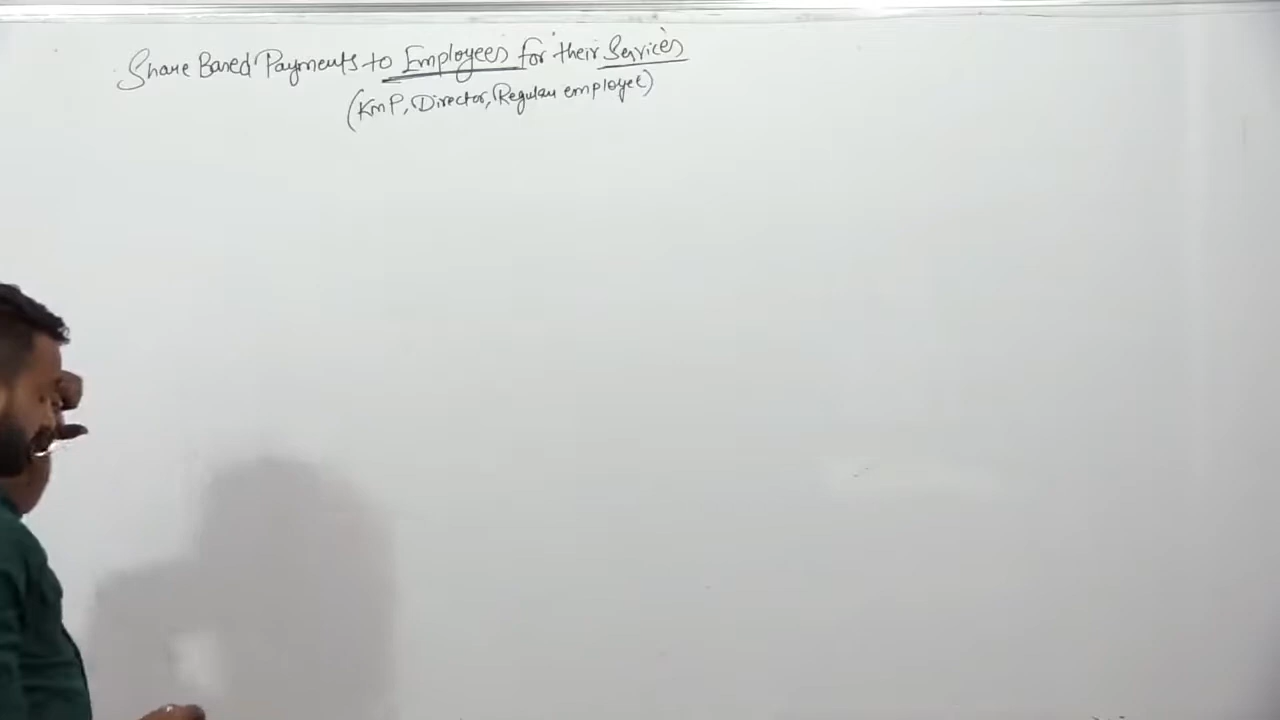 Share Based Payments to Employees for their Services
(KMP, Director, Regular employee)